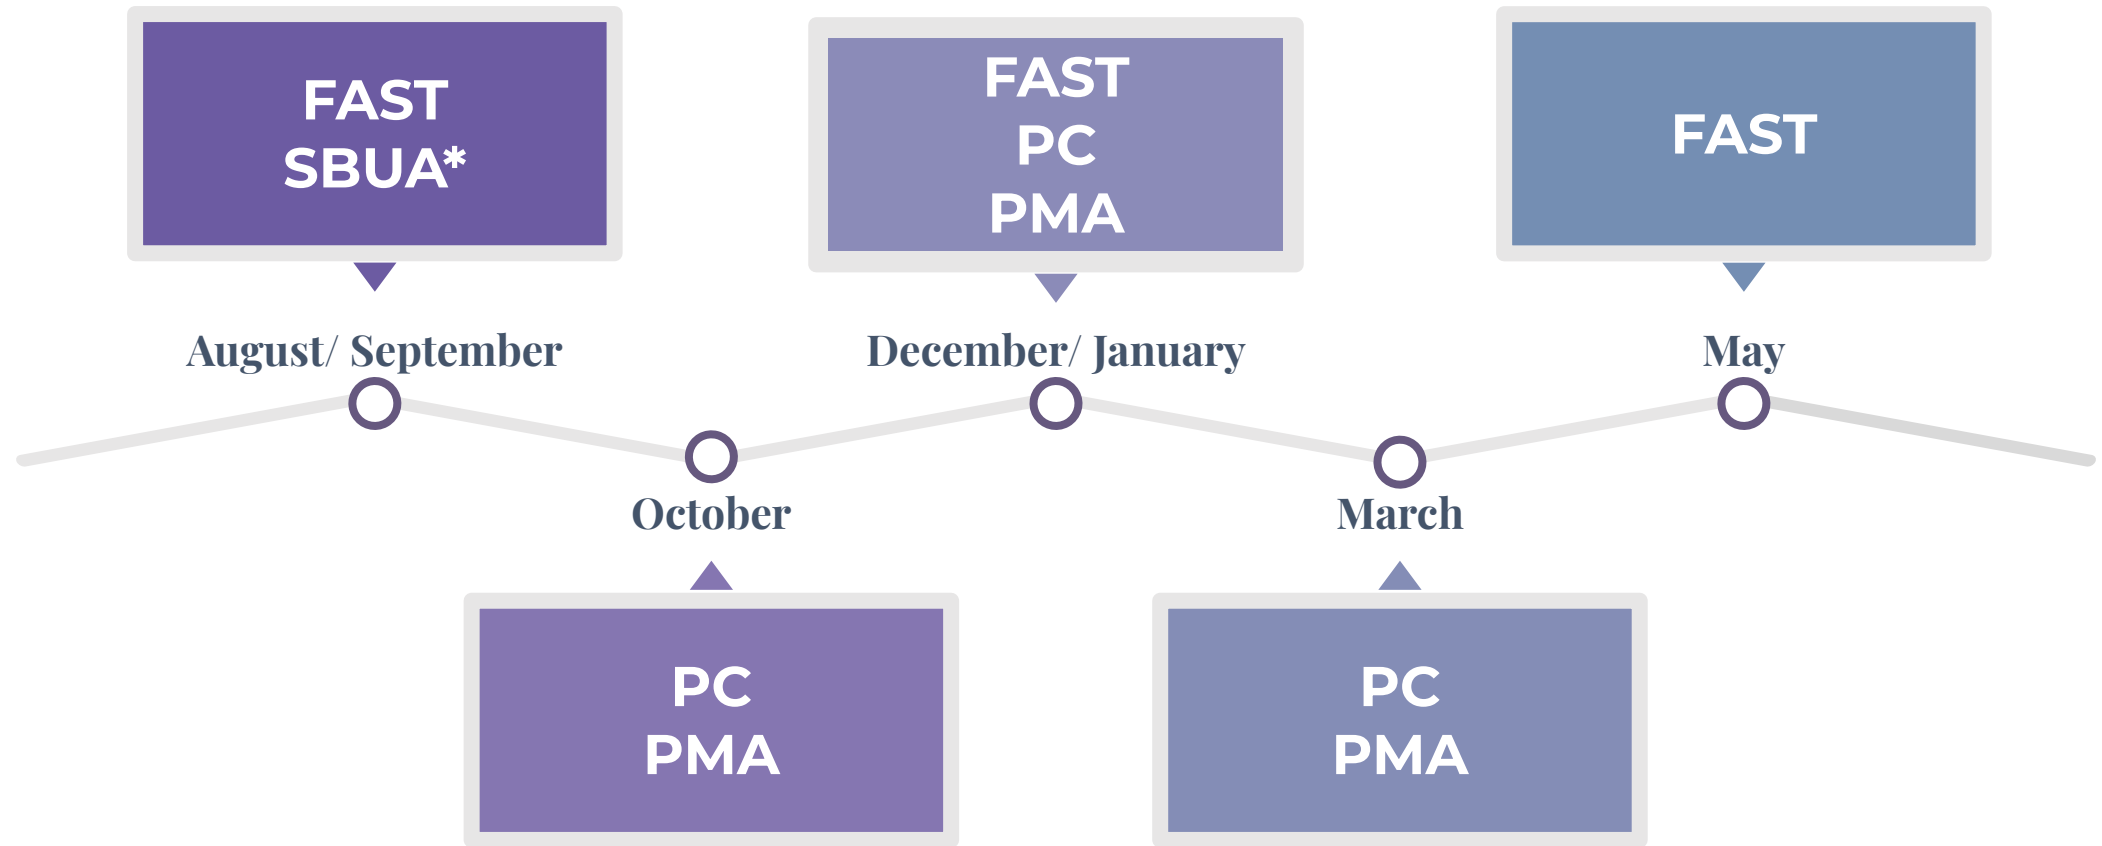 FAST
SBUA*
August/ September
PC
PMA
October
FAST
PC
PMA
December/ January
March
PC
PMA
FAST
May